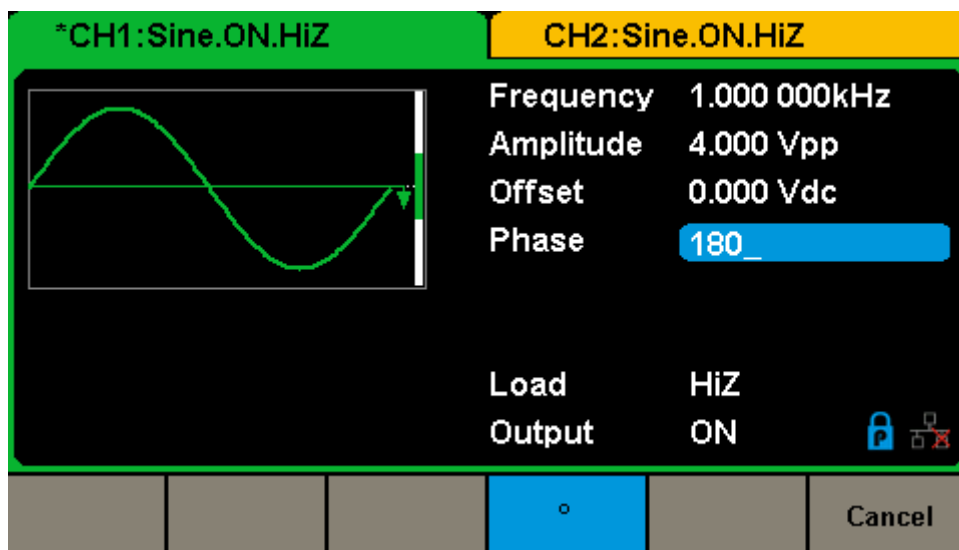 *CH1:Sine.ON.HiZ CH2:Sine.ON.HiZ
Frequency 1.000 000kHz
Amplitude 4.000 Vpp
Offset 0.000 Vdc
Phase 180_
Load HiZ
Output ON P
° Cancel